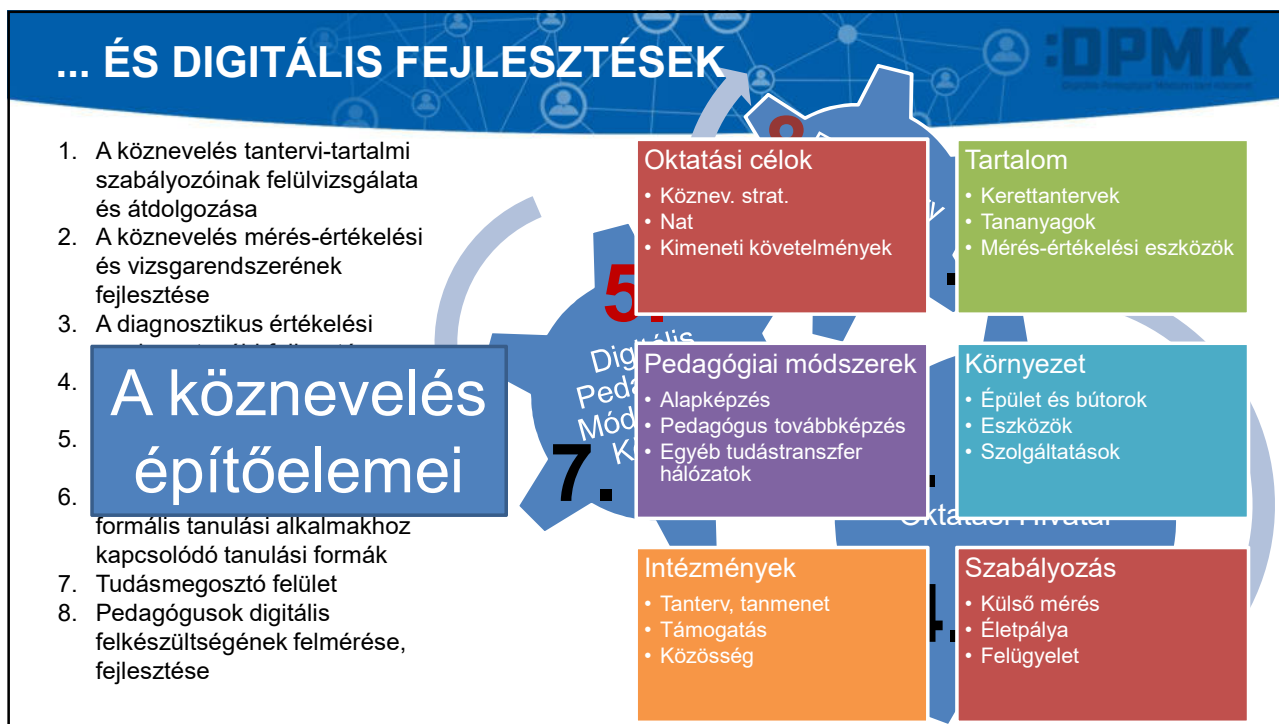 ... ÉS DIGITÁLIS FEJLESZTÉSEK
:DPMK
1. A köznevelés tantervi-tartalmi
szabályozóinak felülvizsgálata
és átdolgozása
2. A köznevelés mérés-értékelési
és vizsgarendszerének
fejlesztése
3. A diagnosztikus értékelési
4.
5.
6.
formális tanulási alkalmakhoz
kapcsolódó tanulási formák
7. Tudásmegosztó felület
8. Pedagógusok digitális
felkészültségének felmérése,
fejlesztése
A köznevelés
építőelemei
5.
7.
Oktatási Hivatal
Oktatási célok
• Köznev. strat.
• Nat
• Kimeneti követelmények
Tartalom
• Kerettantervek
• Tananyagok
• Mérés-értékelési eszközök
Pedagógiai módszerek
• Alapképzés
• Pedagógus továbbképzés
• Egyéb tudástranszfer
hálózatok
Környezet
• Épület és bútorok
• Eszközök
• Szolgáltatások
Intézmények
• Tanterv, tanmenet
• Támogatás
• Közösség
Szabályozás
• Külső mérés
• Életpálya
• Felügyelet